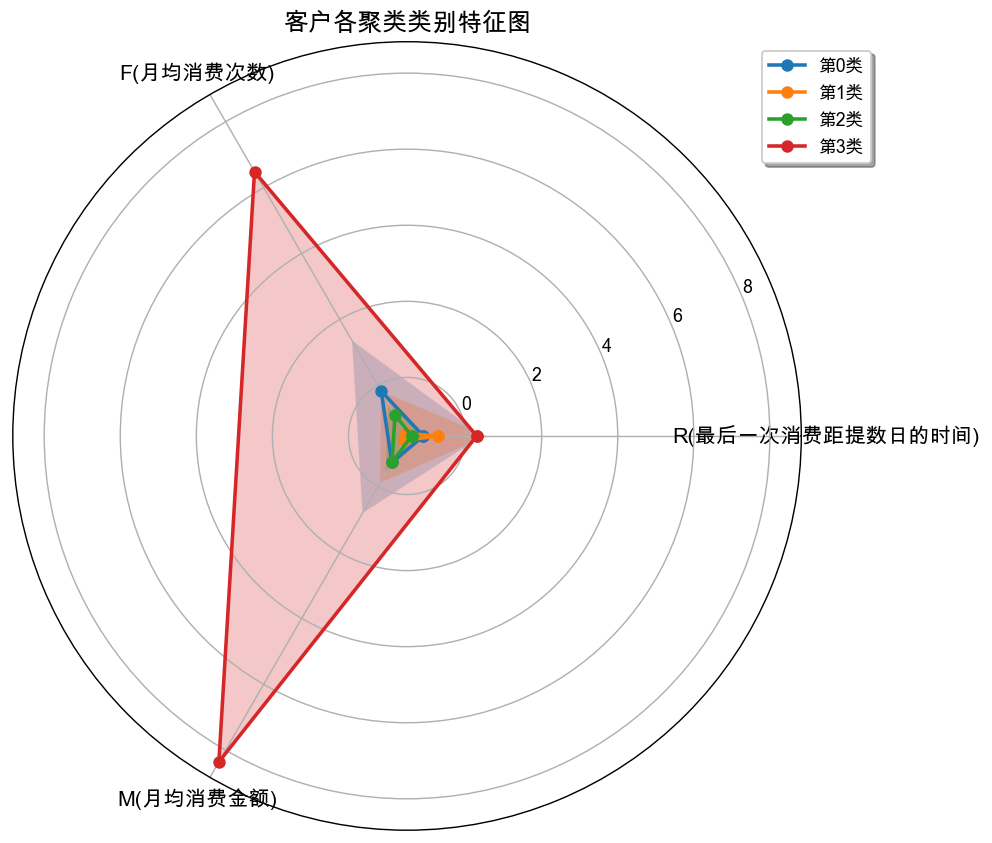 客户各聚类类别特征图
F(月均消费次数)
第0类
第1类
第2类
第3类
8
6
4
2
0
R(最后一次消费距提数日的时间)
M(月均消费金额)